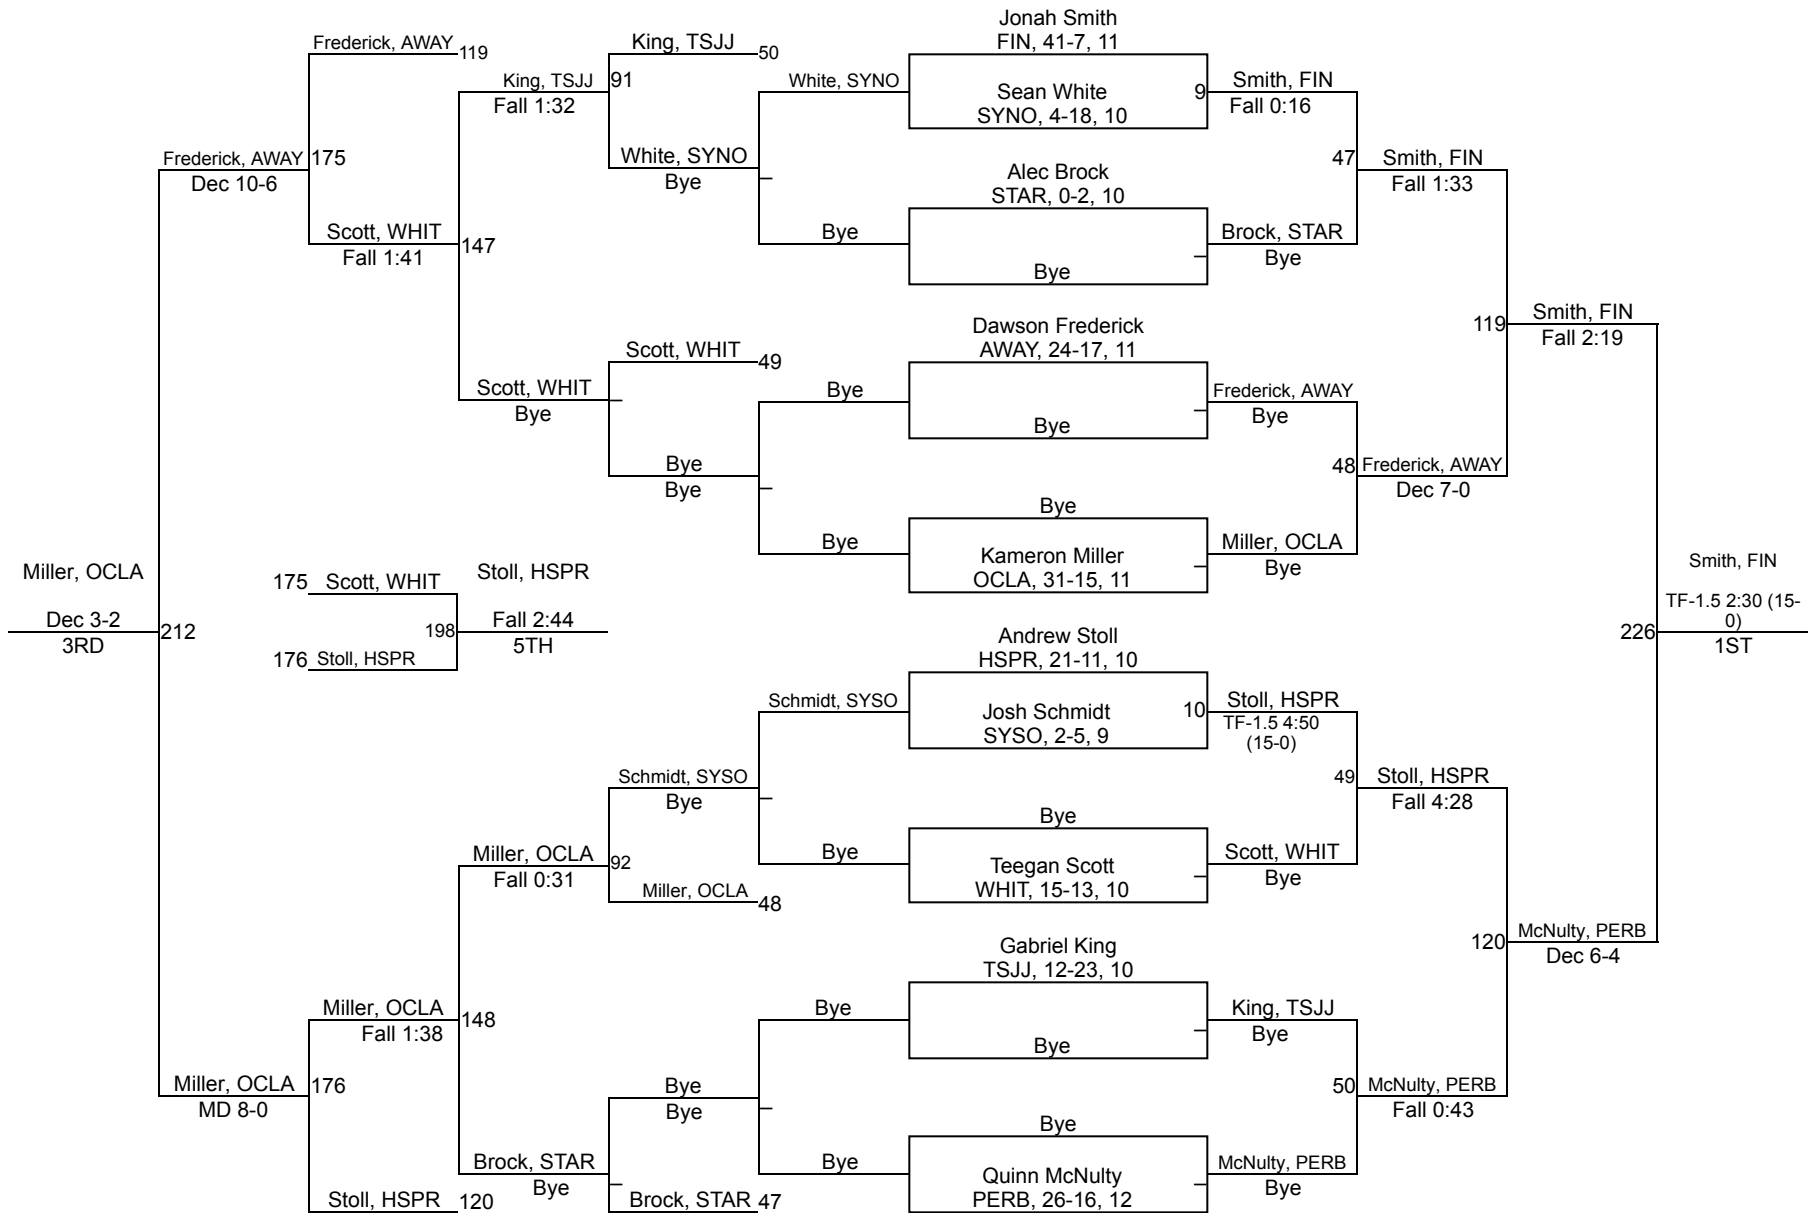 Jonah Smith
FIN, 41-7, 11
Sean White
SYNO, 4-18, 10
9
Alec Brock
STAR, 0-2, 10
Bye
Dawson Frederick
AWAY, 24-17, 11
Bye
Bye
Kameron Miller
OCLA, 31-15, 11
Andrew Stoll
HSPR, 21-11, 10
Josh Schmidt
SYSO, 2-5, 9
10
Bye
Teegan Scott
WHIT, 15-13, 10
Gabriel King
TSJJ, 12-23, 10
Bye
Bye
Quinn McNulty
PERB, 26-16, 12
Smith, FIN
Fall 0:16
47
Brock, STAR
Bye
Frederick, AWAY
Bye
48
Miller, OCLA
Bye
Stoll, HSPR
TF-1.5 4:50
(15-0)
49
Scott, WHIT
Bye
King, TSJJ
Bye
50
McNulty, PERB
Bye
Smith, FIN
Fall 1:33
119
Frederick, AWAY
Dec 7-0
Stoll, HSPR
Fall 4:28
120
McNulty, PERB
Fall 0:43
Smith, FIN
Fall 2:19
226
McNulty, PERB
Dec 6-4
Smith, FIN
TF-1.5 2:30 (15-
0)
1ST
White, SYNO
Bye
Bye
Bye
Schmidt, SYSO
Bye
Bye
Bye
King, TSJJ
50
91
White, SYNO
Bye
Scott, WHIT
49
Bye
Bye
Schmidt, SYSO
Bye
92
Miller, OCLA
48
Bye
Bye
Brock, STAR
47
King, TSJJ
Fall 1:32
147
Scott, WHIT
Bye
Miller, OCLA
Fall 0:31
148
Brock, STAR
Bye
Frederick, AWAY
119
175
Scott, WHIT
Fall 1:41
175
Scott, WHIT
198
176
Stoll, HSPR
Stoll, HSPR
Fall 2:44
5TH
Miller, OCLA
Fall 1:38
176
Stoll, HSPR
120
Frederick, AWAY
Dec 10-6
212
Miller, OCLA
MD 8-0
Miller, OCLA
Dec 3-2
3RD